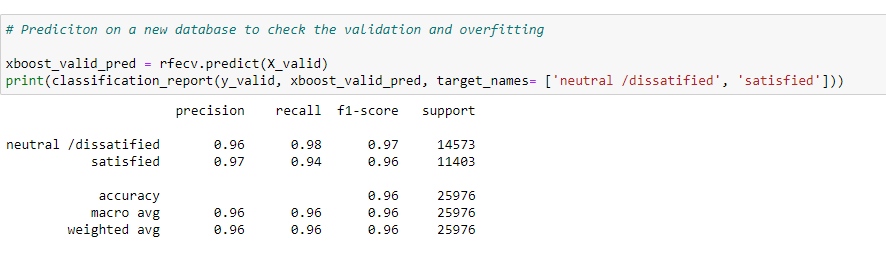 # Prediciton on a new database to check the validation and overfitting
xboost_valid_pred = rfecv.predict(X_valid)
print(classification_report(y_valid, xboost_valid_pred, target_names= ['neutral /dissatified', 'satisfied']))
precision recall f1-score support
neutral /dissatified 0.96 0.98 0.97 14573
satisfied 0.97 0.94 0.96 11403
accuracy 0.96 25976
macro avg 0.96 0.96 0.96 25976
weighted avg 0.96 0.96 0.96 25976